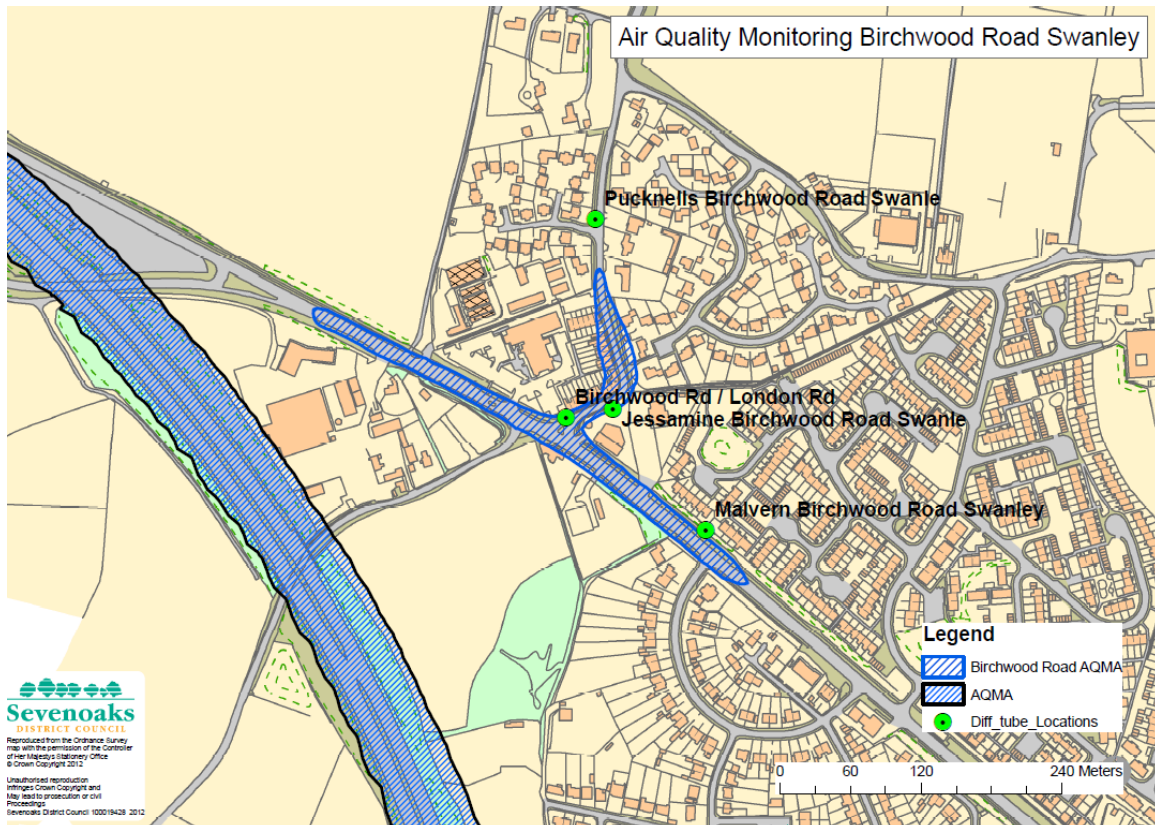 Air Quality Monitoring Birchwood Road Swanley
Pucknells Birchwood Road Swanle
Birchwood Rd / London Rd
Jessamine Birchwood Road Swanle
Malvern Birchwood Road Swanley
Legend
Birchwood Road AQMA
AQMA
Diff_tube_Locations
0 60 120 240 Meters
Sevenoaks
DISTRICT COUNCIL
Reproduced from the Ordnance Survey
map with the permission of the Controller
of Her Majestys Stationery Office
© Crown Copyright 2012
Unauthorised reproduction
Infringes Crown Copyright and
May lead to prosecution or civil
Proceedings
Sevenoaks District Council 100019428 2012